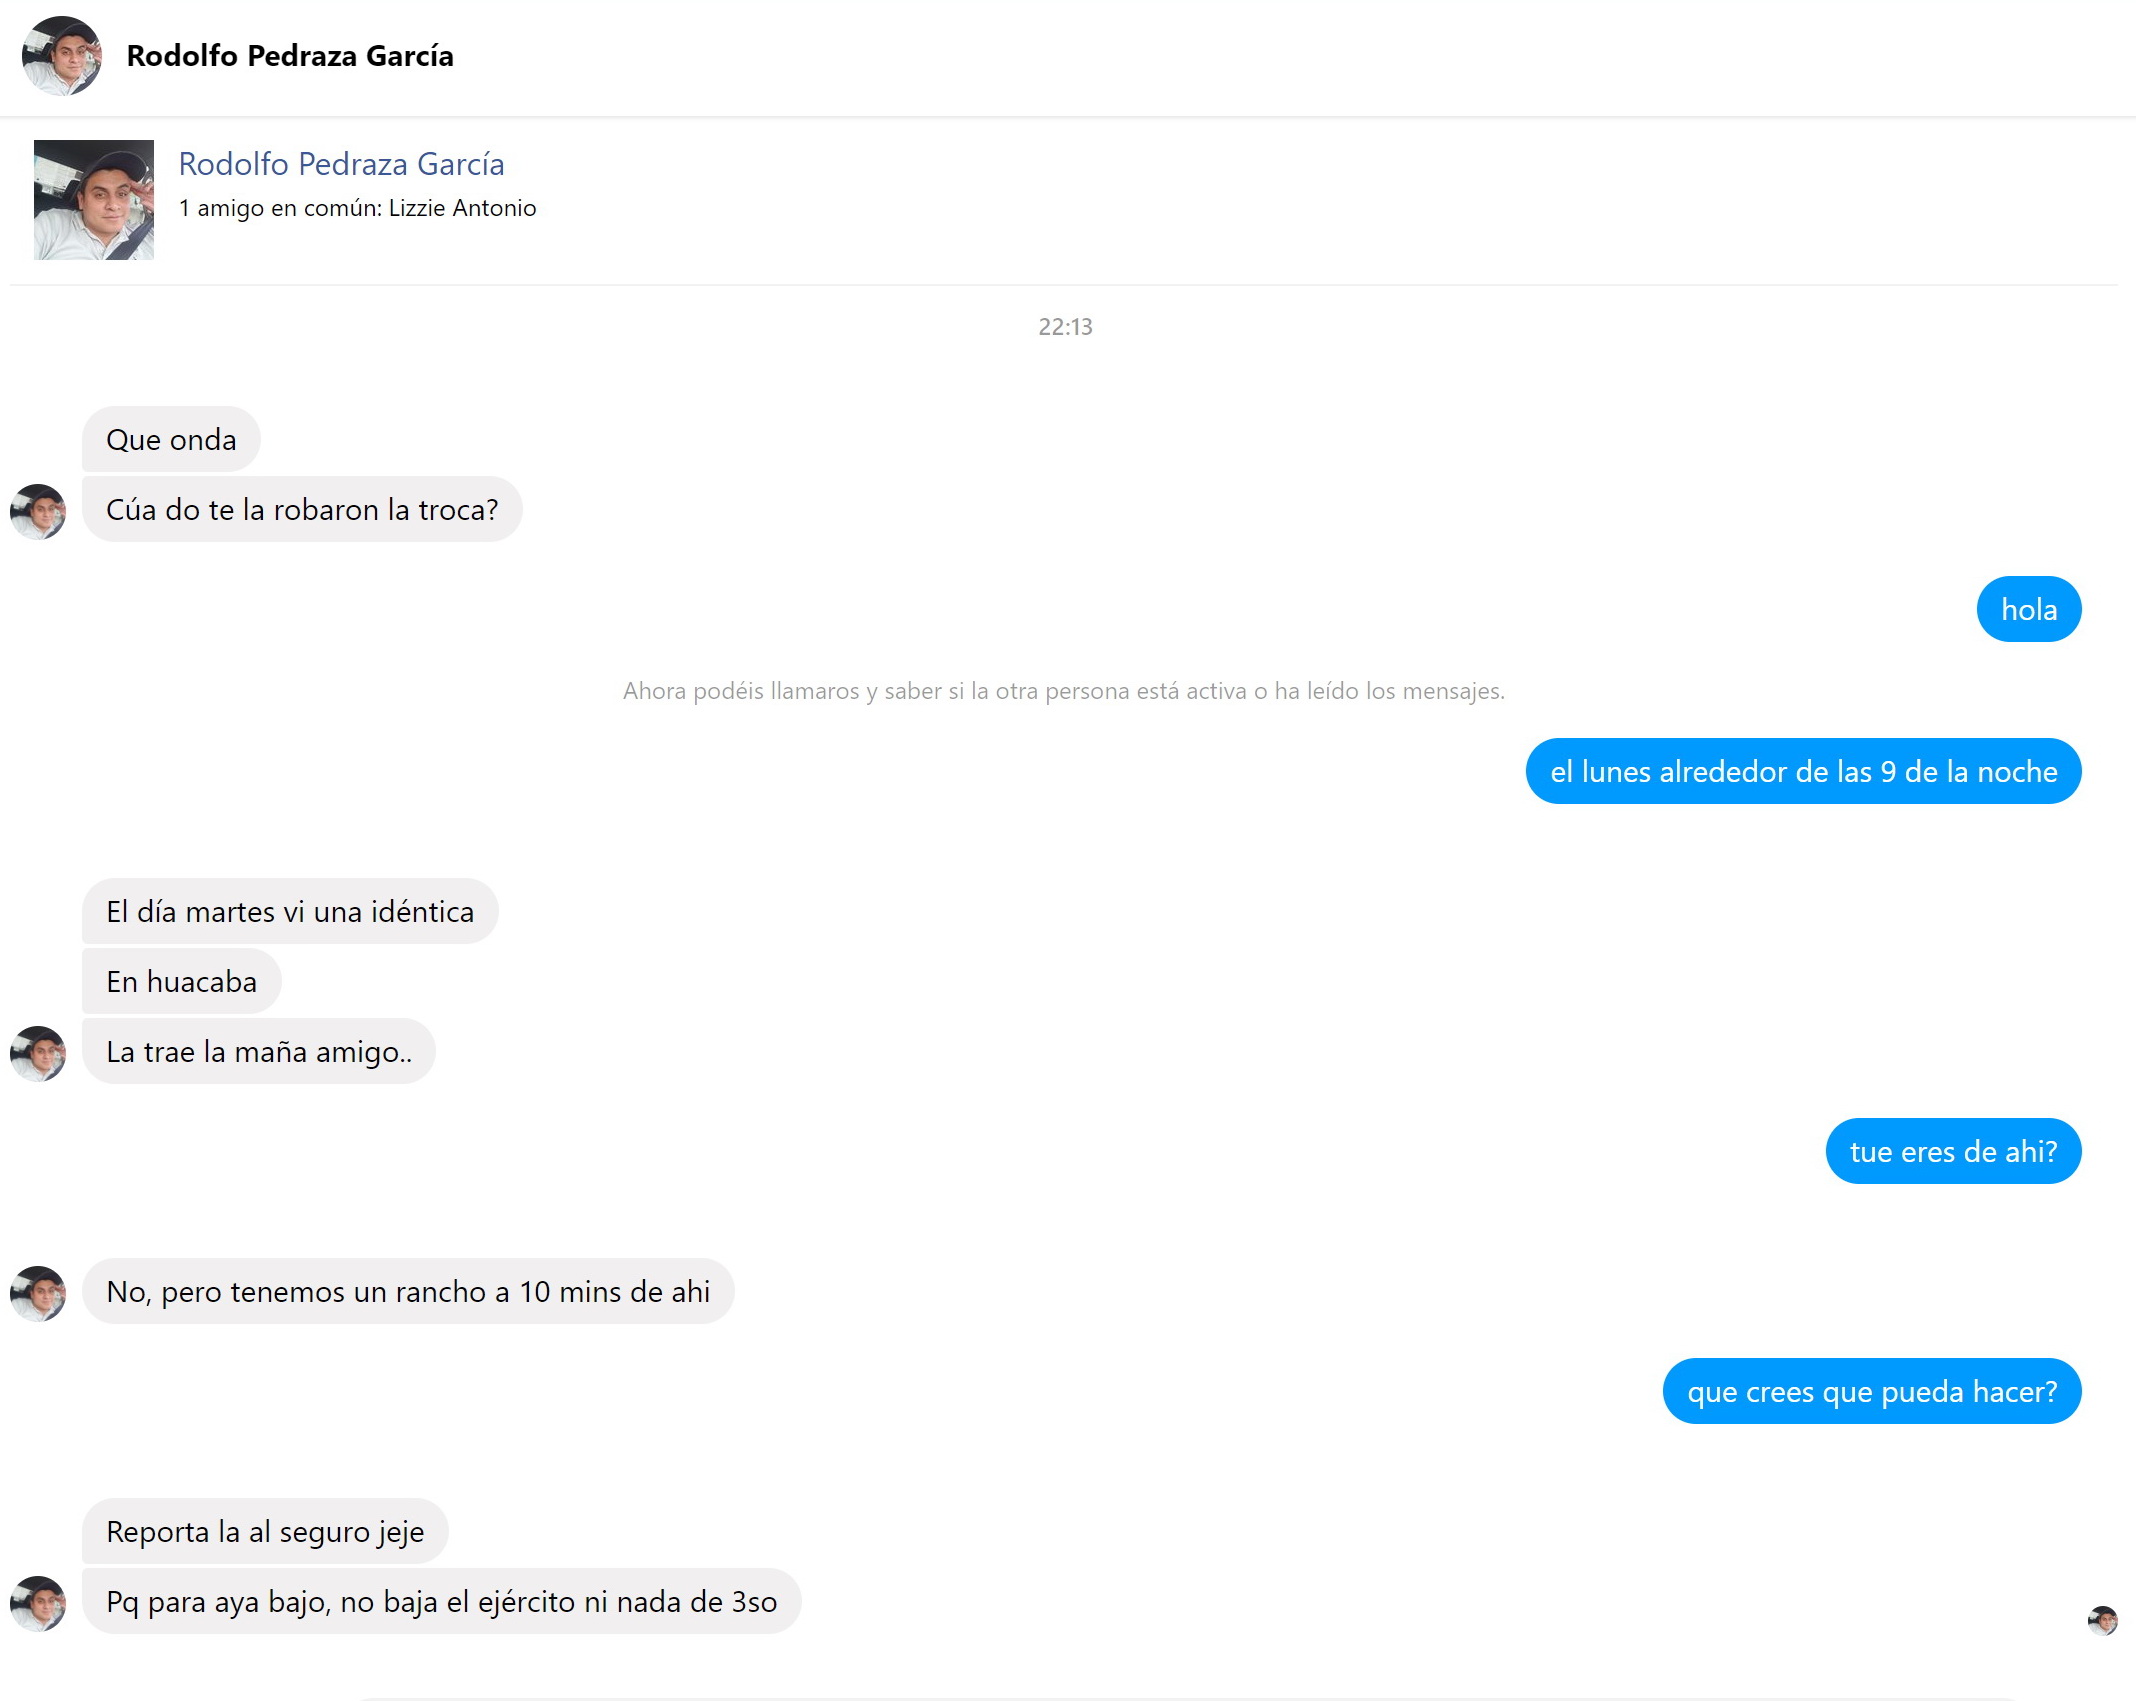 Rodolfo Pedraza García
Rodolfo Pedraza García
1 amigo en común: Lizzie Antonio
22:13
Que onda
Cúa do te la robaron la troca?
hola
Ahora podéis llamaros y saber si la otra persona está activa o ha leído los mensajes.
el lunes alrededor de las 9 de la noche
El día martes vi una idéntica
En huacaba
La trae la maña amigo..
tue eres de ahi?
No, pero tenemos un rancho a 10 mins de ahi
que crees que pueda hacer?
Reporta la al seguro jeje
Pq para aya bajo, no baja el ejército ni nada de 3so